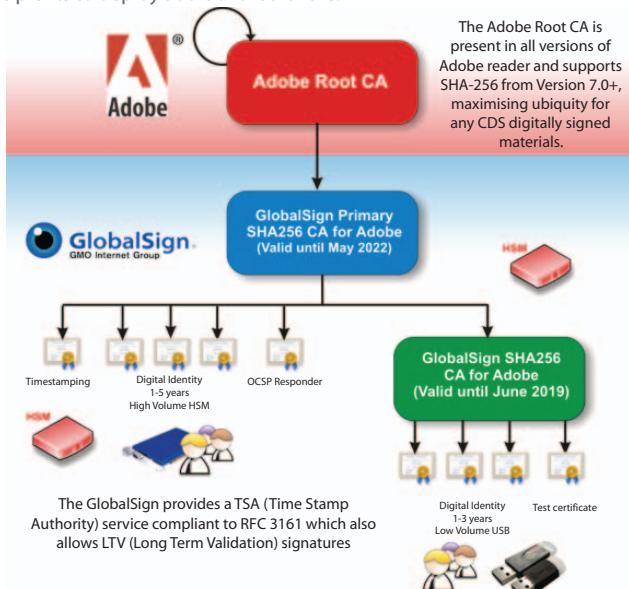 Adobe
®
Adobe Root CA
The Adobe Root CA is
present in all versions of
Adobe reader and supports
SHA-256 from Version 7.0+,
maximising ubiquity for
any CDS digitally signed
materials.
GlobalSign Primary
SHA256 CA for Adobe
(Valid until May 2022)
GlobalSign
GMO Internet Group
HSM
Timestamping
Digital Identity
1-5 years
High Volume HSM
OCSP Responder
GlobalSign SHA256
CA for Adobe
(Valid until June 2019)
HSM
The GlobalSign provides a TSA (Time Stamp
Authority) service compliant to RFC 3161 which also
allows LTV (Long Term Validation) signatures
Digital Identity
1-3 years
Low Volume USB
Test certificate